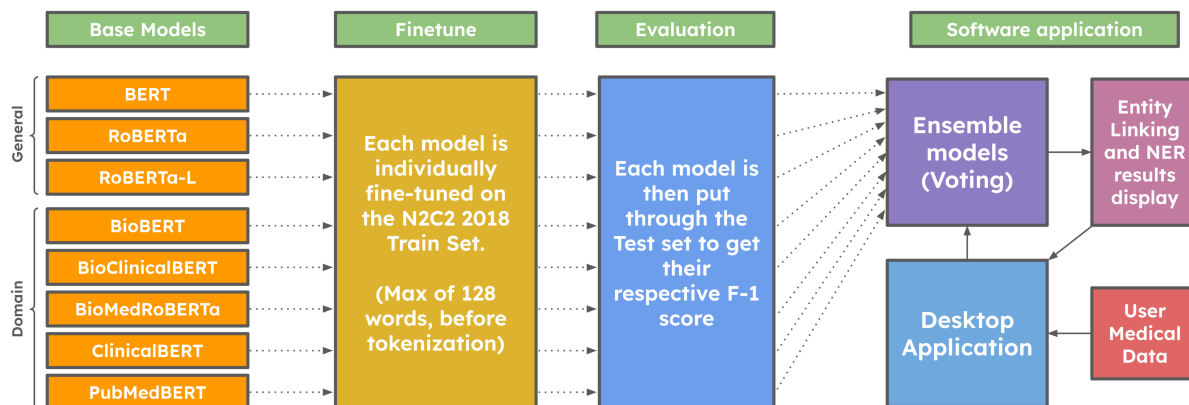 Base Models
Finetune
Evaluation
Software application
General
BERT
RoBERTa
RoBERTa-L
Domain
BioBERT
BioClinicalBERT
BioMedRoBERTa
ClinicalBERT
PubMedBERT
Each model is
individually
fine-tuned on
the N2C2 2018
Train Set.
(Max of 128
words, before
tokenization)
Each model is
then put
through the
Test set to get
their
respective F-1
score
Ensemble
models
(Voting)
Entity
Linking
and NER
results
display
Desktop
Application
User
Medical
Data